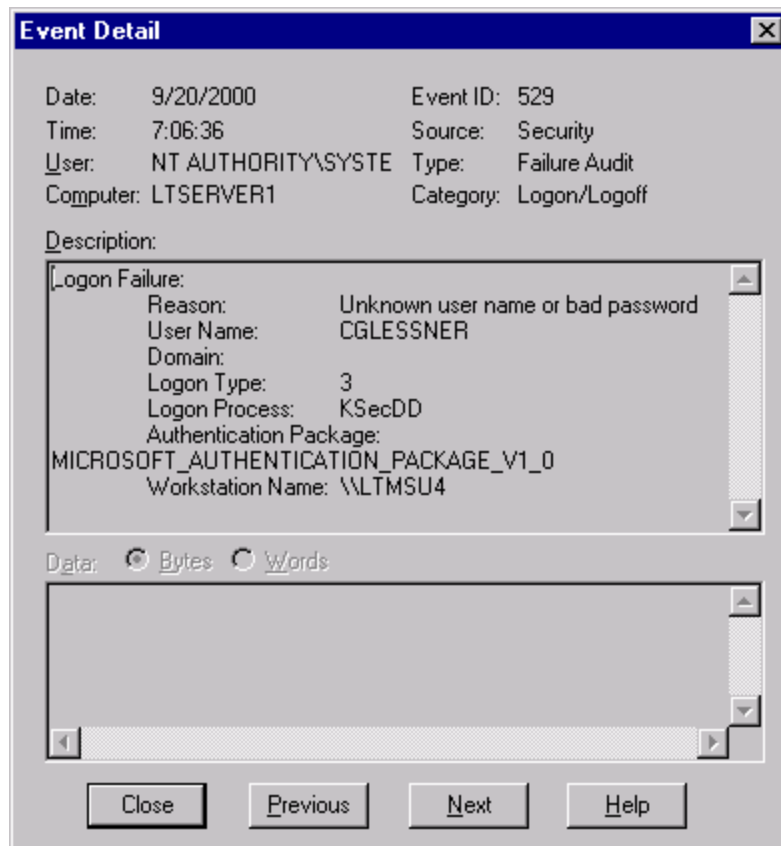 Event Detail
Date: 9/20/2000 Event ID: 529
Time: 7:06:36 Source: Security
User: NT AUTHORITY\SYSTE Type: Failure Audit
Computer: LTSERVER1 Category: Logon/Logoff
Description:
Logon Failure:
Reason: Unknown user name or bad password
User Name: CGLESSNER
Domain:
Logon Type: 3
Logon Process: KSecDD
Authentication Package:
MICROSOFT_AUTHENTICATION_PACKAGE_V1_0
Workstation Name: \\LTMSU4
Data: Bytes Words
Close Previous Next Help